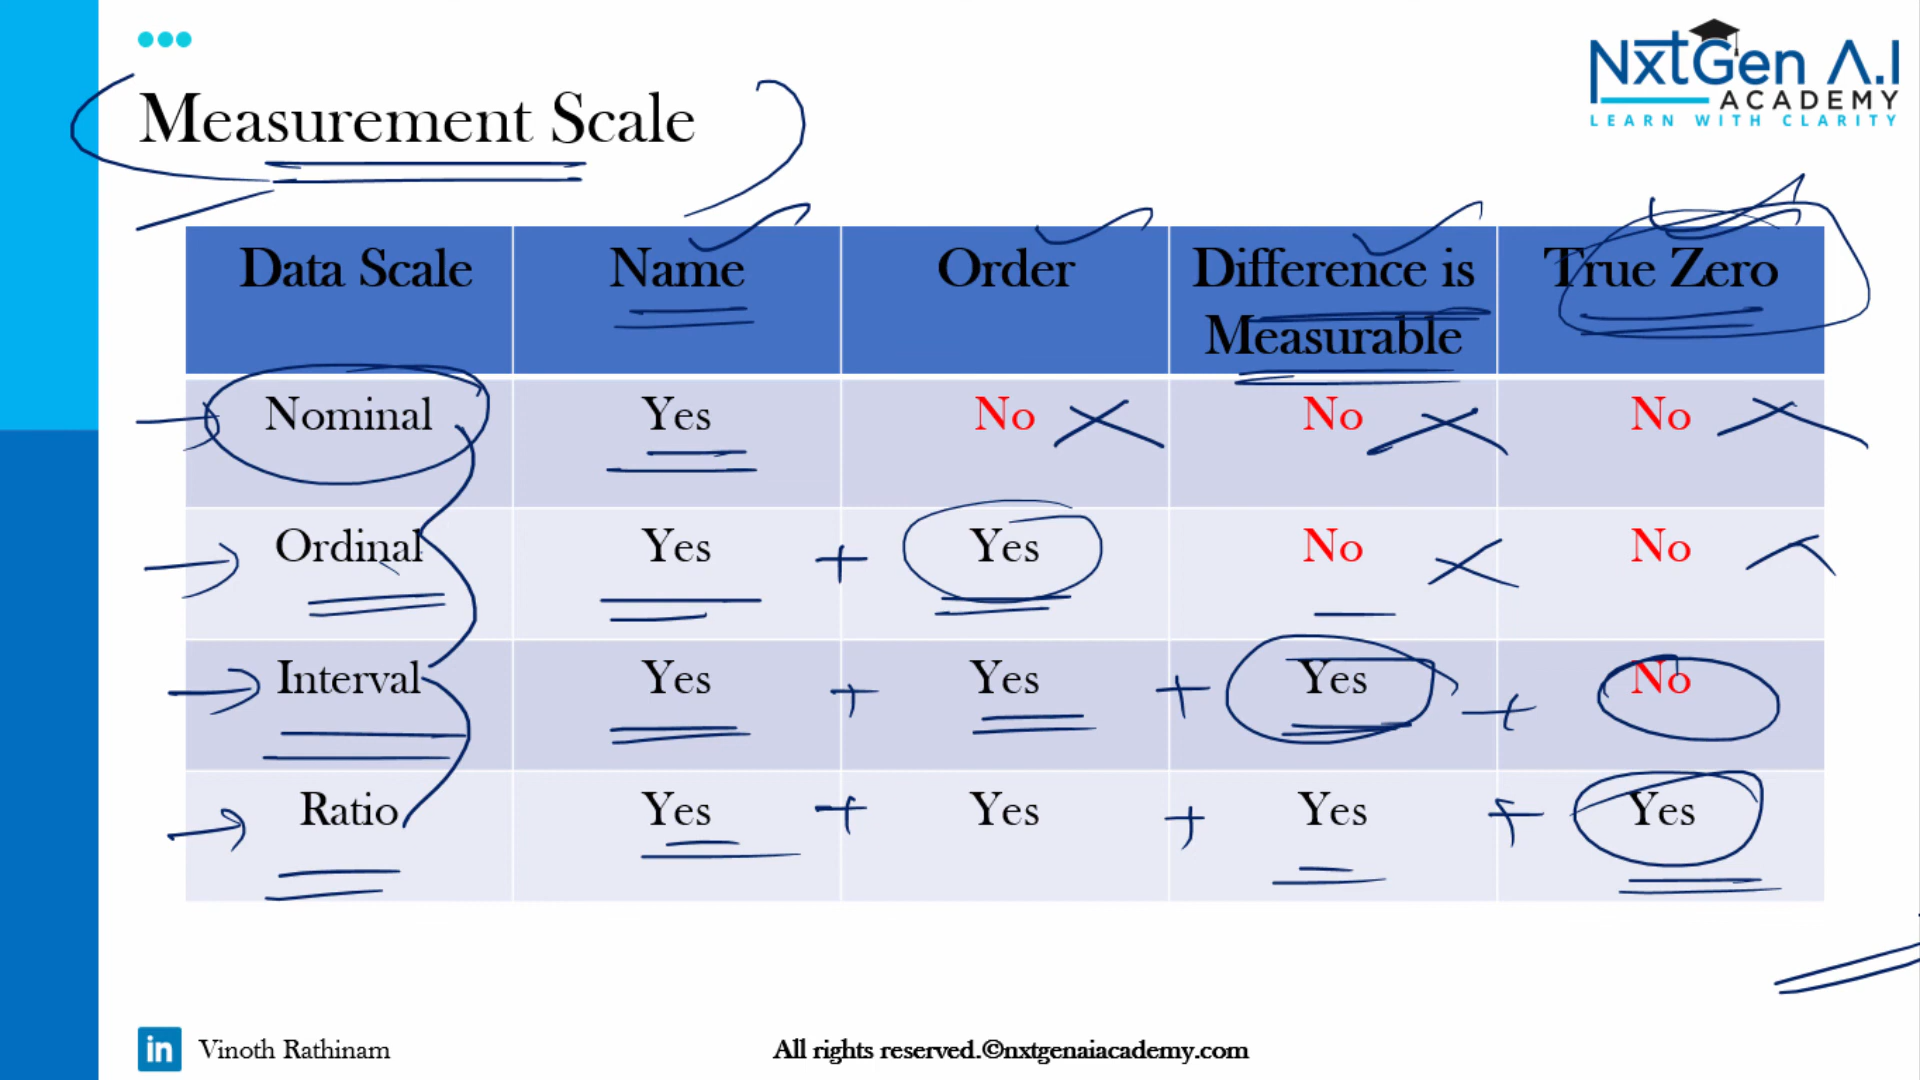 NxtGen A.I
ACADEMY
LEARN WITH CLARITY
Measurement Scale
Data Scale Name Order Difference is Measurable True Zero
Nominal Yes No No No
Ordinal Yes + Yes No No
Interval Yes + Yes + Yes + No
Ratio Yes + Yes + Yes + Yes
in Vinoth Rathinam All rights reserved.©nxtgenaiacademy.com